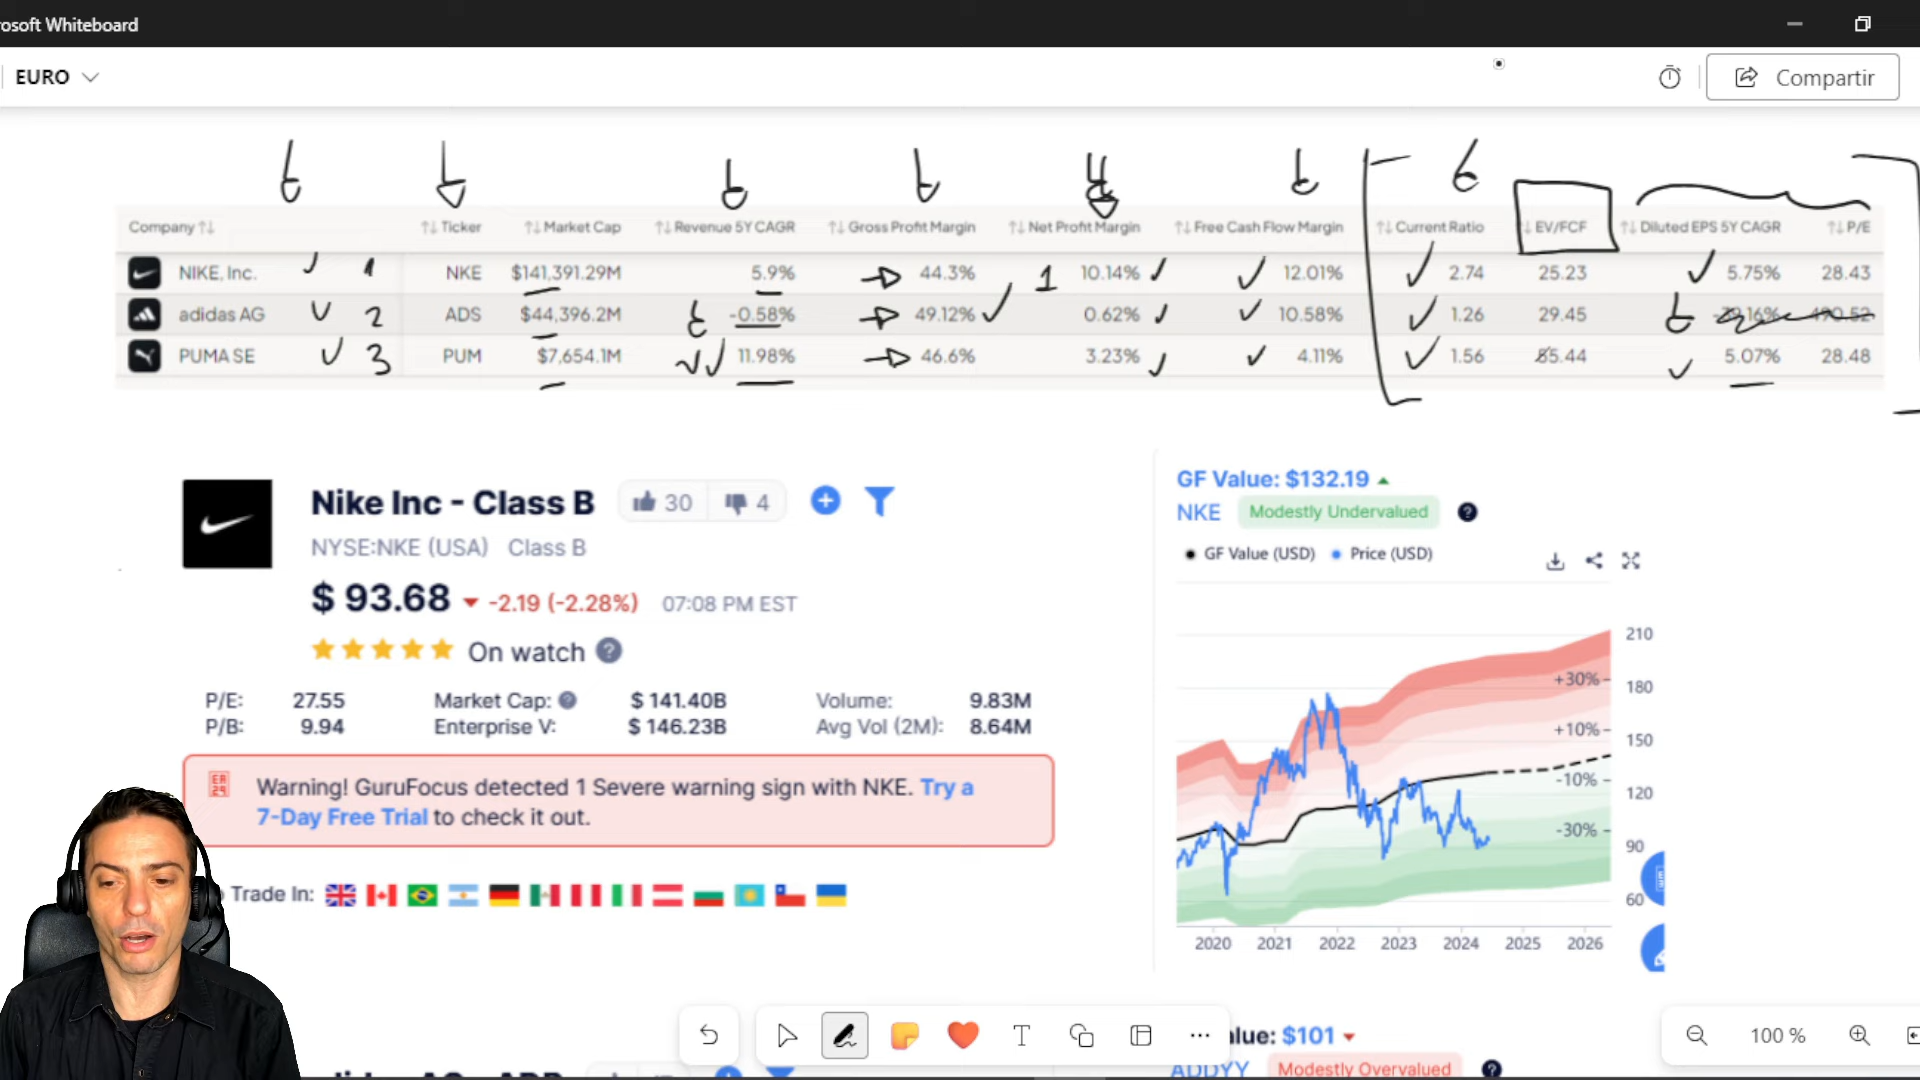 rosoft Whiteboard
EURO
Compartir
Company Ticker Market Cap Revenue 5Y CAGR Gross Profit Margin Net Profit Margin Free Cash Flow Margin Current Ratio EV/FCF Diluted EPS 5Y CAGR P/E
NIKE, Inc. 1 NKE $141,391.29M 5.9% 44.3% 1 10.14% 12.01% 2.74 25.23 5.75% 28.43
adidas AG 2 ADS $44,396.2M -0.58% 49.12% 0.62% 10.58% 1.26 29.45 490.52
PUMA SE 3 PUM $7,654.1M 11.98% 46.6% 3.23% 4.11% 1.56 5.07% 28.48
Nike Inc - Class B 30 4
NYSE:NKE (USA) Class B
$ 93.68 -2.19 (-2.28%) 07:08 PM EST
On watch
P/E: 27.55 Market Cap: $ 141.40B Volume: 9.83M
P/B: 9.94 Enterprise V: $ 146.23B Avg Vol (2M): 8.64M
Warning! GuruFocus detected 1 Severe warning sign with NKE. Try a
7-Day Free Trial to check it out.
Trade In:
GF Value: $132.19
NKE Modestly Undervalued
GF Value (USD) Price (USD)
210
+30%
180
+10%
150
-10%
120
-30%
90
60
2020 2021 2022 2023 2024 2025 2026
alue: $101
ADDYY Modestly Overvalued
100 %